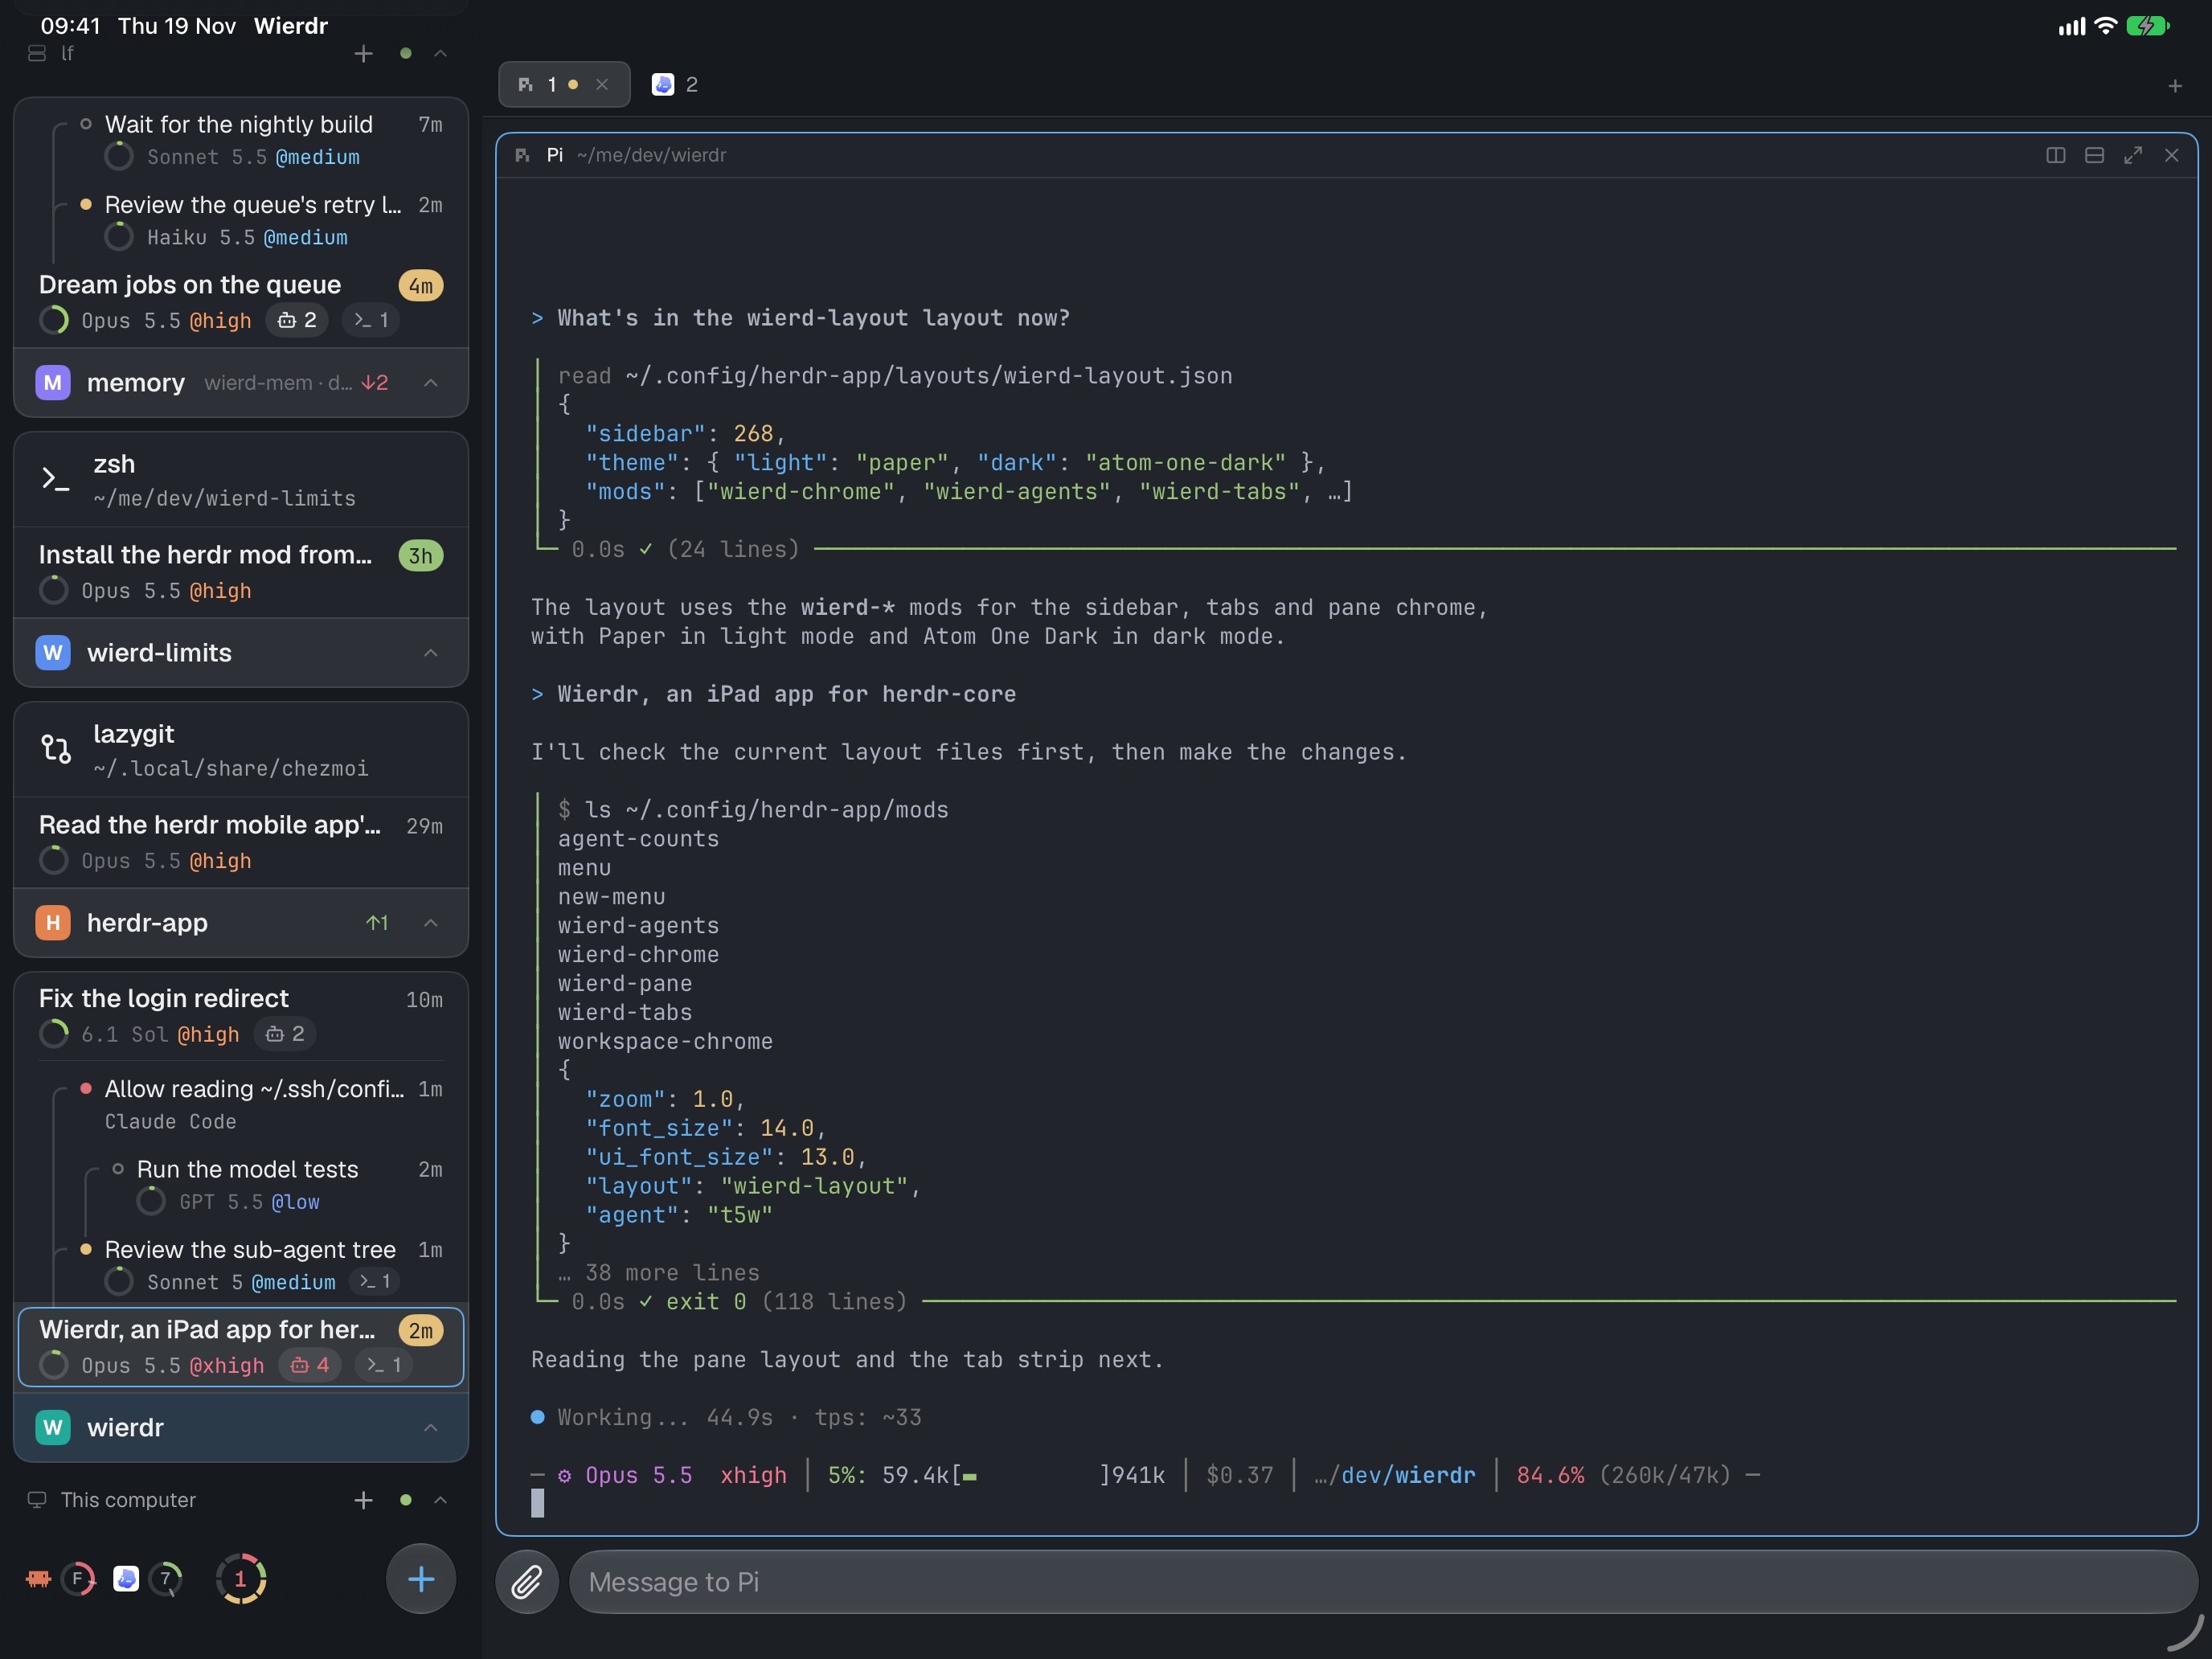 09:41 Thu 19 Nov Wierdr
lf
Wait for the nightly build 7m
Sonnet 5.5 @medium
Review the queue's retry l… 2m
Haiku 5.5 @medium
Dream jobs on the queue 4m
Opus 5.5 @high 2 1
M memory wierd-mem · d… ↓2
zsh
~/me/dev/wierd-limits
Install the herdr mod from… 3h
Opus 5.5 @high
W wierd-limits
lazygit
~/.local/share/chezmoi
Read the herdr mobile app'… 29m
Opus 5.5 @high
H herdr-app ↑1
Fix the login redirect 10m
6.1 Sol @high 2
Allow reading ~/.ssh/confi… 1m
Claude Code
Run the model tests 2m
GPT 5.5 @low
Review the sub-agent tree 1m
Sonnet 5 @medium 1
Wierdr, an iPad app for her… 2m
Opus 5.5 @xhigh 4 1
W wierdr
This computer
F 7 1
1 2
Pi ~/me/dev/wierdr
> What's in the wierd-layout layout now?
read ~/.config/herdr-app/layouts/wierd-layout.json
{
"sidebar": 268,
"theme": { "light": "paper", "dark": "atom-one-dark" },
"mods": ["wierd-chrome", "wierd-agents", "wierd-tabs", …]
}
0.0s ✓ (24 lines)
The layout uses the wierd-* mods for the sidebar, tabs and pane chrome,
with Paper in light mode and Atom One Dark in dark mode.
> Wierdr, an iPad app for herdr-core
I'll check the current layout files first, then make the changes.
$ ls ~/.config/herdr-app/mods
agent-counts
menu
new-menu
wierd-agents
wierd-chrome
wierd-pane
wierd-tabs
workspace-chrome
{
"zoom": 1.0,
"font_size": 14.0,
"ui_font_size": 13.0,
"layout": "wierd-layout",
"agent": "t5w"
}
… 38 more lines
0.0s ✓ exit 0 (118 lines)
Reading the pane layout and the tab strip next.
Working... 44.9s · tps: ~33
Opus 5.5 xhigh │ 5%: 59.4k[ ]941k │ $0.37 │ …/dev/wierdr │ 84.6% (260k/47k)
Message to Pi